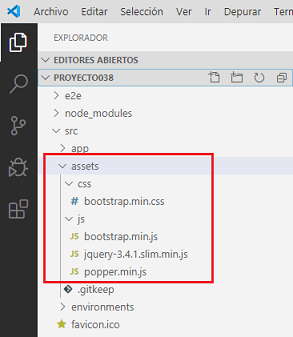 Archivo Editar Selección Ver Ir Depurar Termi
EXPLORADOR
EDITORES ABIERTOS
PROYECTO038
e2e
node_modules
src
app
assets
css
# bootstrap.min.css
js
JS bootstrap.min.js
JS jquery-3.4.1.slim.min.js
JS popper.min.js
.gitkeep
environments
favicon.ico